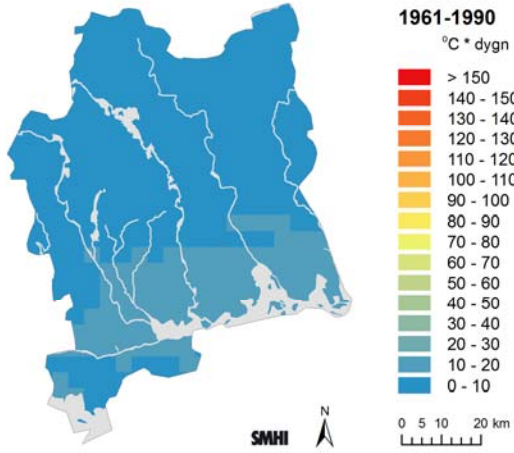 1961-1990
°C * dygn
> 150
140 - 150
130 - 140
120 - 130
110 - 120
100 - 110
90 - 100
80 - 90
70 - 80
60 - 70
50 - 60
40 - 50
30 - 40
20 - 30
10 - 20
0 - 10
N
SMHI
0 5 10 20 km